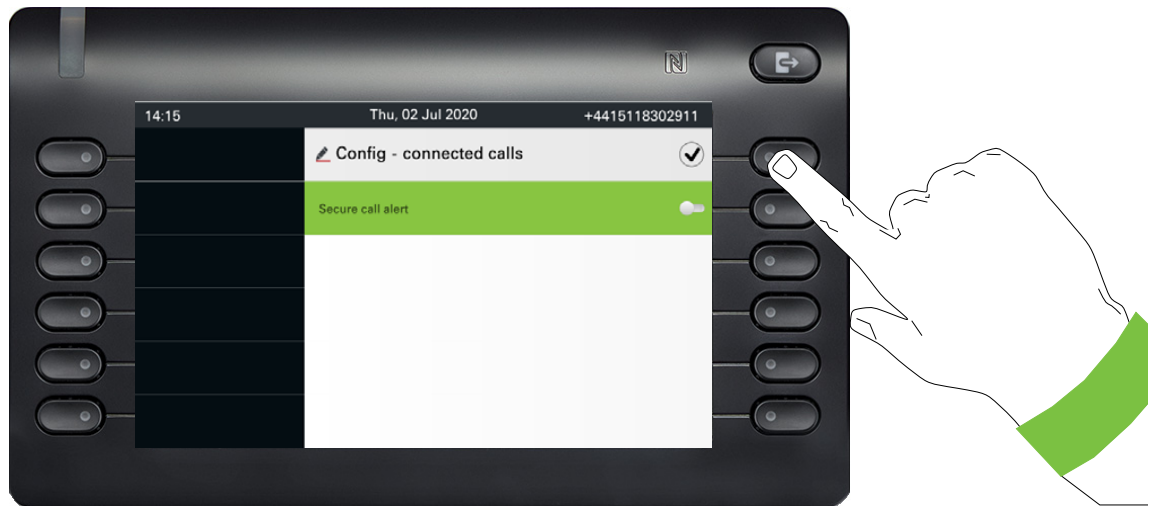 14:15 Thu, 02 Jul 2020 +4415118302911
Config - connected calls
Secure call alert